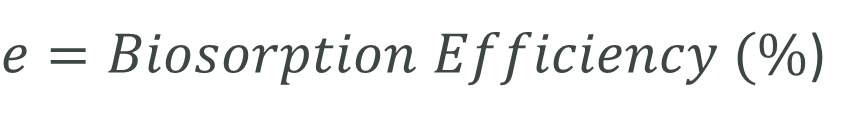 e = Biosorption Efficiency (%)